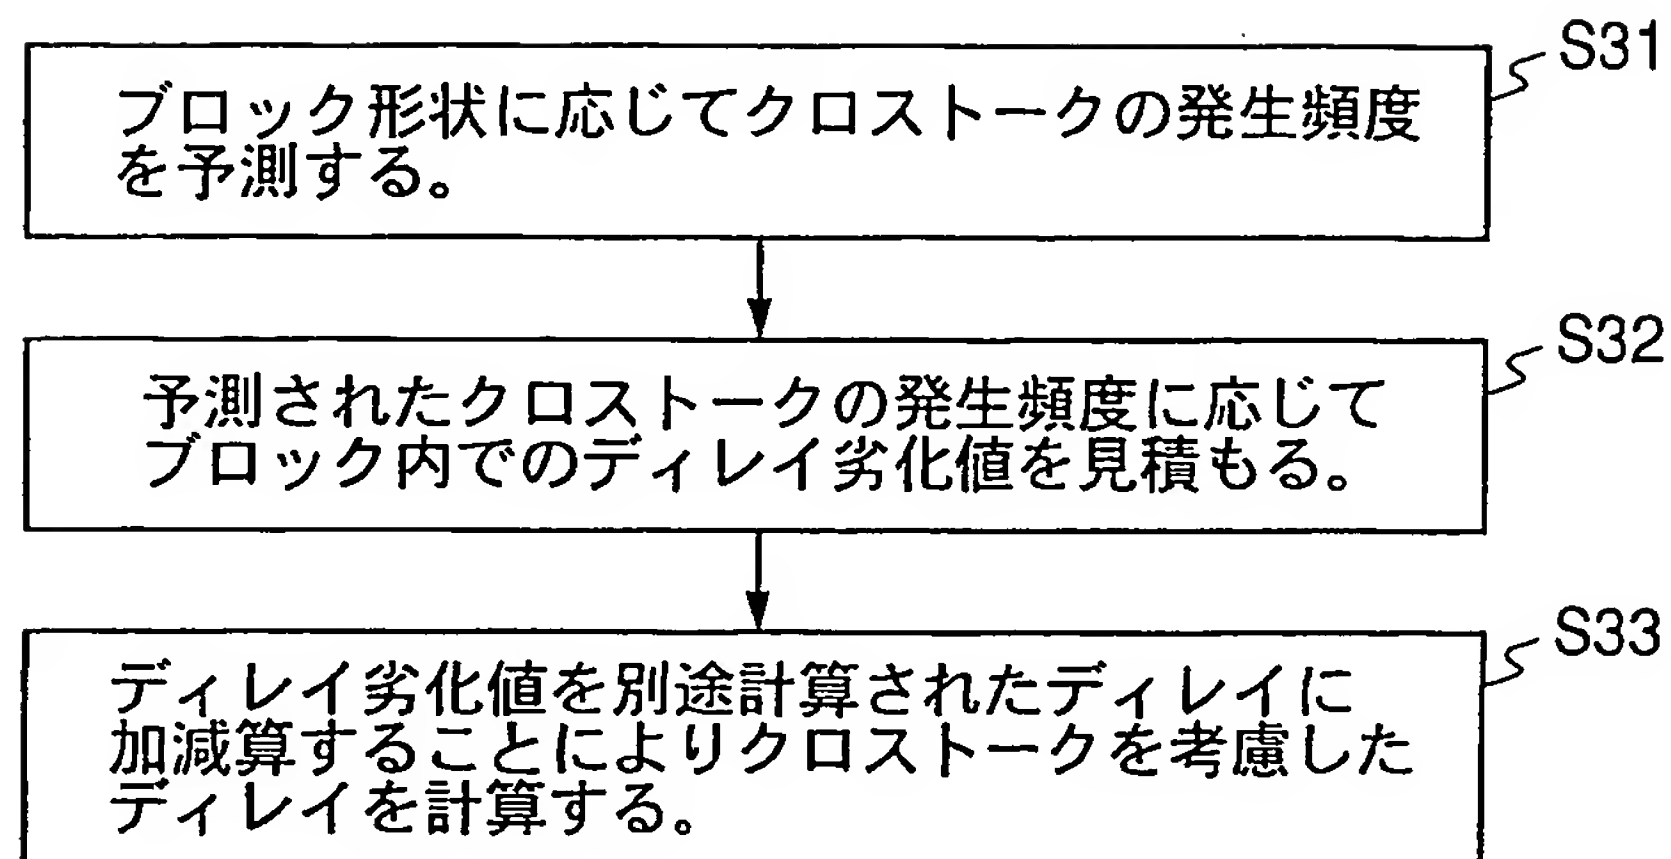 S31
ブロック形状に応じてクロストークの発生頻度
を予測する。
S32
予測されたクロストークの発生頻度に応じて
ブロック内でのディレイ劣化値を見積もる。
S33
ディレイ劣化値を別途計算されたディレイに
加減算することによりクロストークを考慮した
ディレイを計算する。